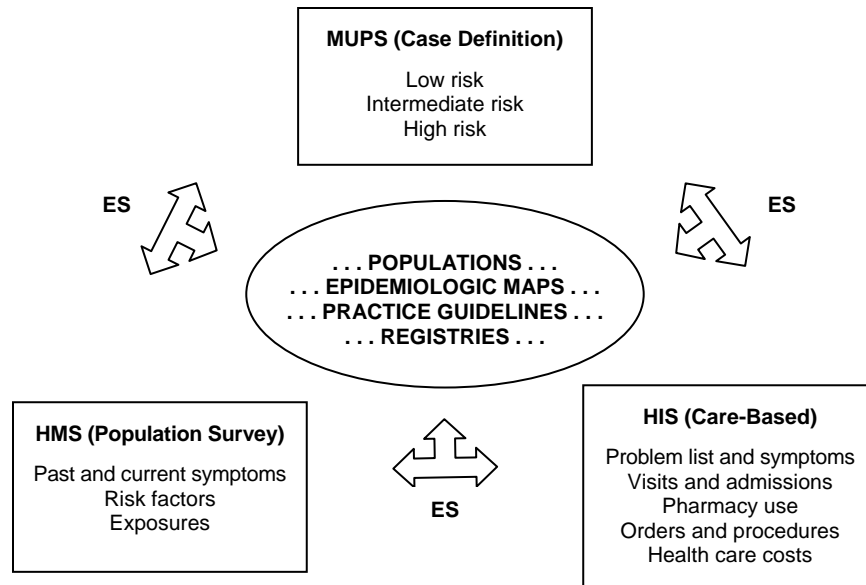 MUPS (Case Definition)
Low risk
Intermediate risk
High risk
ES
ES
. . . POPULATIONS . . .
. . . EPIDEMIOLOGIC MAPS . . .
. . . PRACTICE GUIDELINES . . .
. . . REGISTRIES . . .
HMS (Population Survey)
Past and current symptoms
Risk factors
Exposures
ES
HIS (Care-Based)
Problem list and symptoms
Visits and admissions
Pharmacy use
Orders and procedures
Health care costs